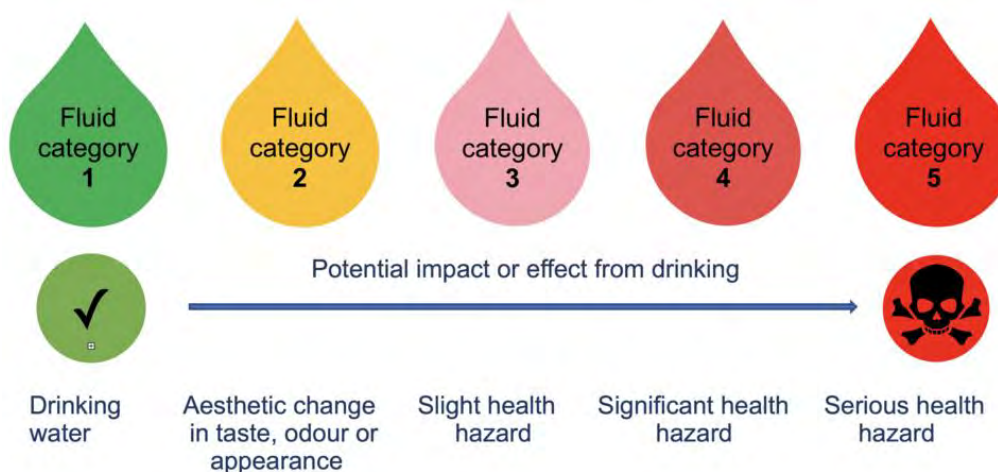 Fluid
category
1
Fluid
category
2
Fluid
category
3
Fluid
category
4
Fluid
category
5
Potential impact or effect from drinking
Drinking
water
Aesthetic change
in taste, odour or
appearance
Slight health
hazard
Significant health
hazard
Serious health
hazard